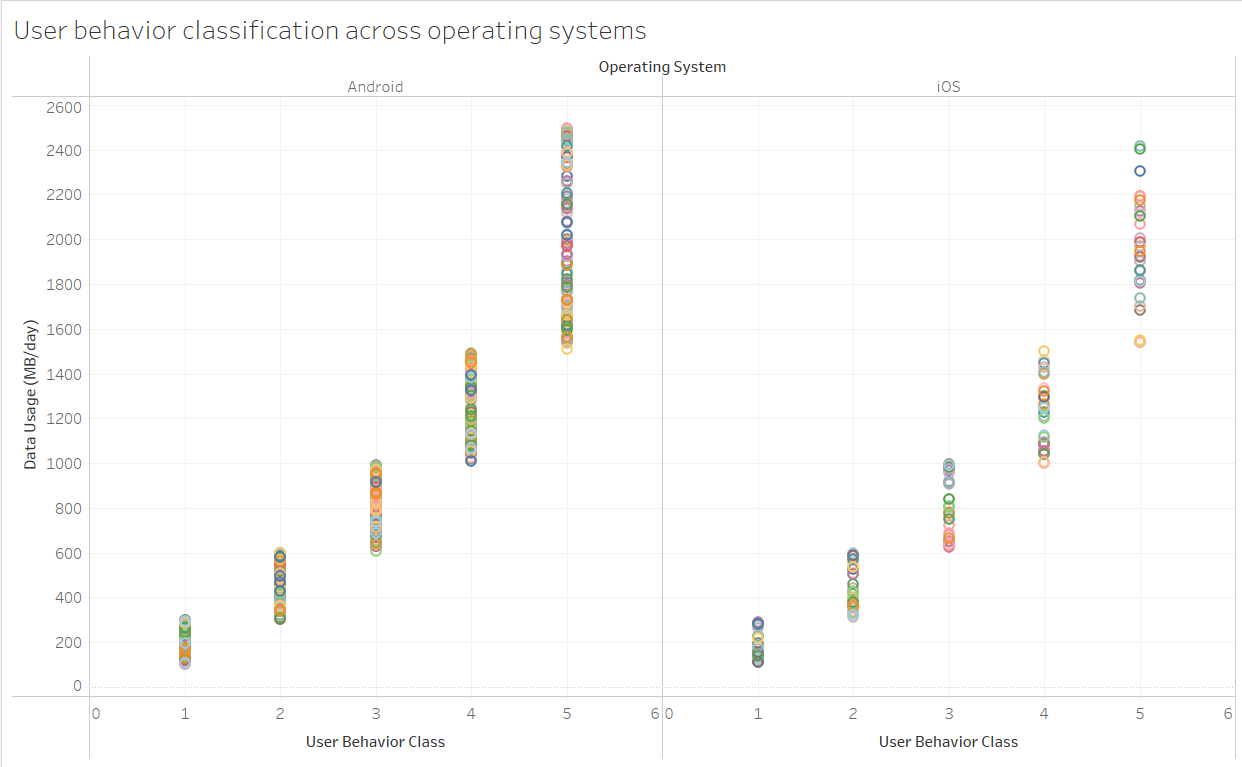 User behavior classification across operating systems
Operating System
Android iOS
Data Usage (MB/day)
2600
2400
2200
2000
1800
1600
1400
1200
1000
800
600
400
200
0
0 1 2 3 4 5 6 0 1 2 3 4 5 6
User Behavior Class User Behavior Class